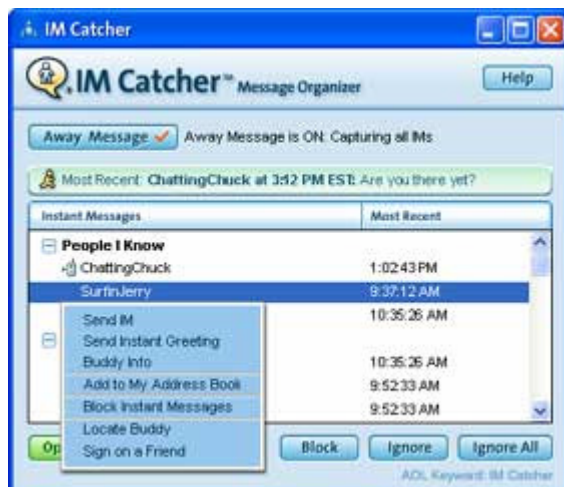 IM Catcher
IM Catcher™ Message Organizer
Help
Away Message Away Message is ON: Capturing all IMs
Most Recent: ChattingChuck at 3:12 PM EST: Are you there yet?
Instant Messages Most Recent
People I Know
ChattingChuck 1:02:43 PM
SurfinJerry 9:37:12 AM
Send IM 10:35:26 AM
Send Instant Greeting
Buddy Info 10:35:26 AM
Add to My Address Book 9:52:33 AM
Block Instant Messages 9:52:33 AM
Locate Buddy
Sign on a Friend
Op Block Ignore Ignore All
AOL Keyword: IM Catcher